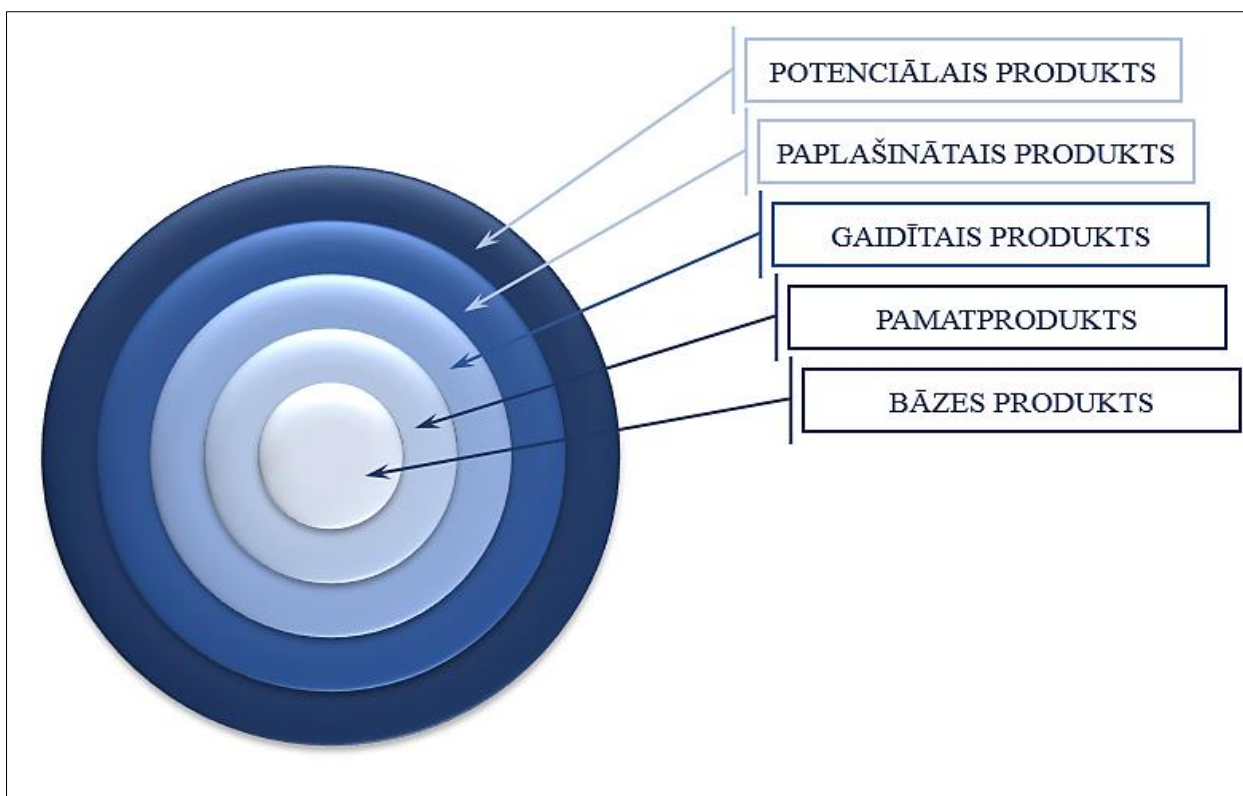 POTENCIĀLAIS PRODUKTS
PAPLAŠINĀTAIS PRODUKTS
GAIDĪTAIS PRODUKTS
PAMATPRODUKTS
BĀZES PRODUKTS